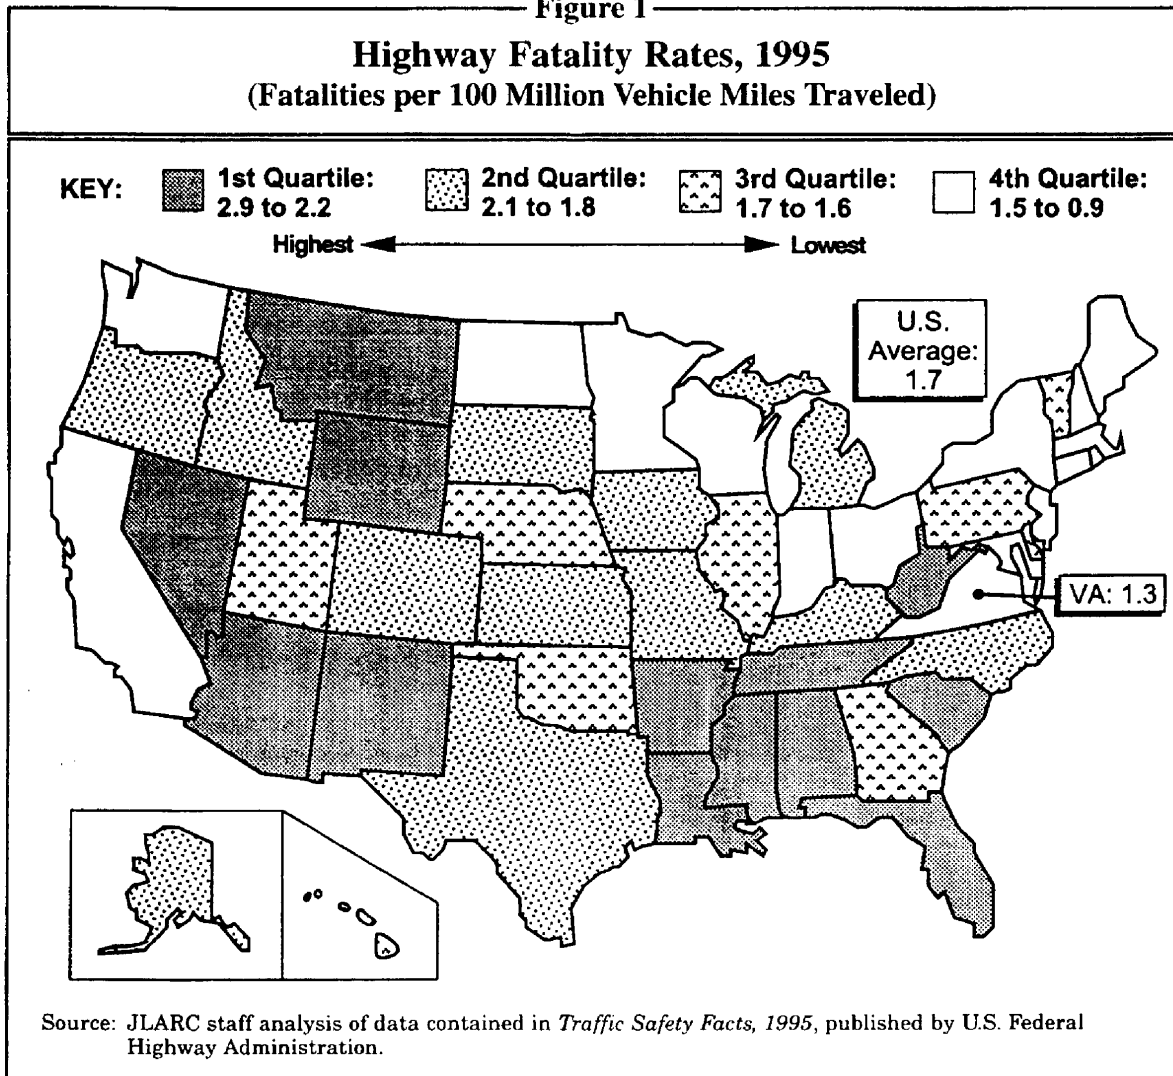 Figure 1
Highway Fatality Rates, 1995
(Fatalities per 100 Million Vehicle Miles Traveled)
KEY:
1st Quartile:
2.9 to 2.2
2nd Quartile:
2.1 to 1.8
3rd Quartile:
1.7 to 1.6
4th Quartile:
1.5 to 0.9
Highest
Lowest
U.S.
Average:
1.7
VA: 1.3
Source: JLARC staff analysis of data contained in Traffic Safety Facts, 1995, published by U.S. Federal
Highway Administration.